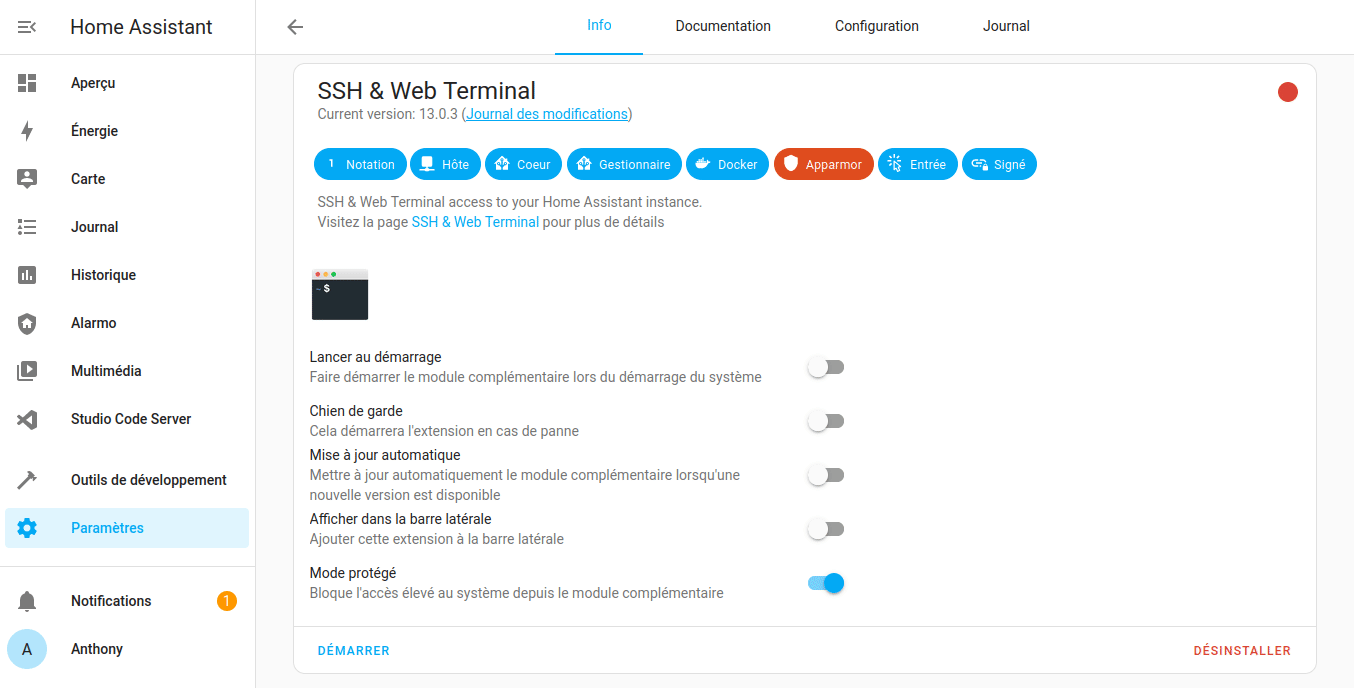 Home Assistant
Info
Documentation
Configuration
Journal
Aperçu
Énergie
Carte
Journal
Historique
Alarmo
Multimédia
Studio Code Server
Outils de développement
Paramètres
Notifications
1
A
Anthony
SSH & Web Terminal
Current version: 13.0.3 (Journal des modifications)
1 Notation
Hôte
Coeur
Gestionnaire
Docker
Apparmor
Entrée
Signé
SSH & Web Terminal access to your Home Assistant instance.
Visitez la page SSH & Web Terminal pour plus de détails
~ $
Lancer au démarrage
Faire démarrer le module complémentaire lors du démarrage du système
Chien de garde
Cela démarrera l'extension en cas de panne
Mise à jour automatique
Mettre à jour automatiquement le module complémentaire lorsqu'une
nouvelle version est disponible
Afficher dans la barre latérale
Ajouter cette extension à la barre latérale
Mode protégé
Bloque l'accès élevé au système depuis le module complémentaire
DÉMARRER
DÉSINSTALLER